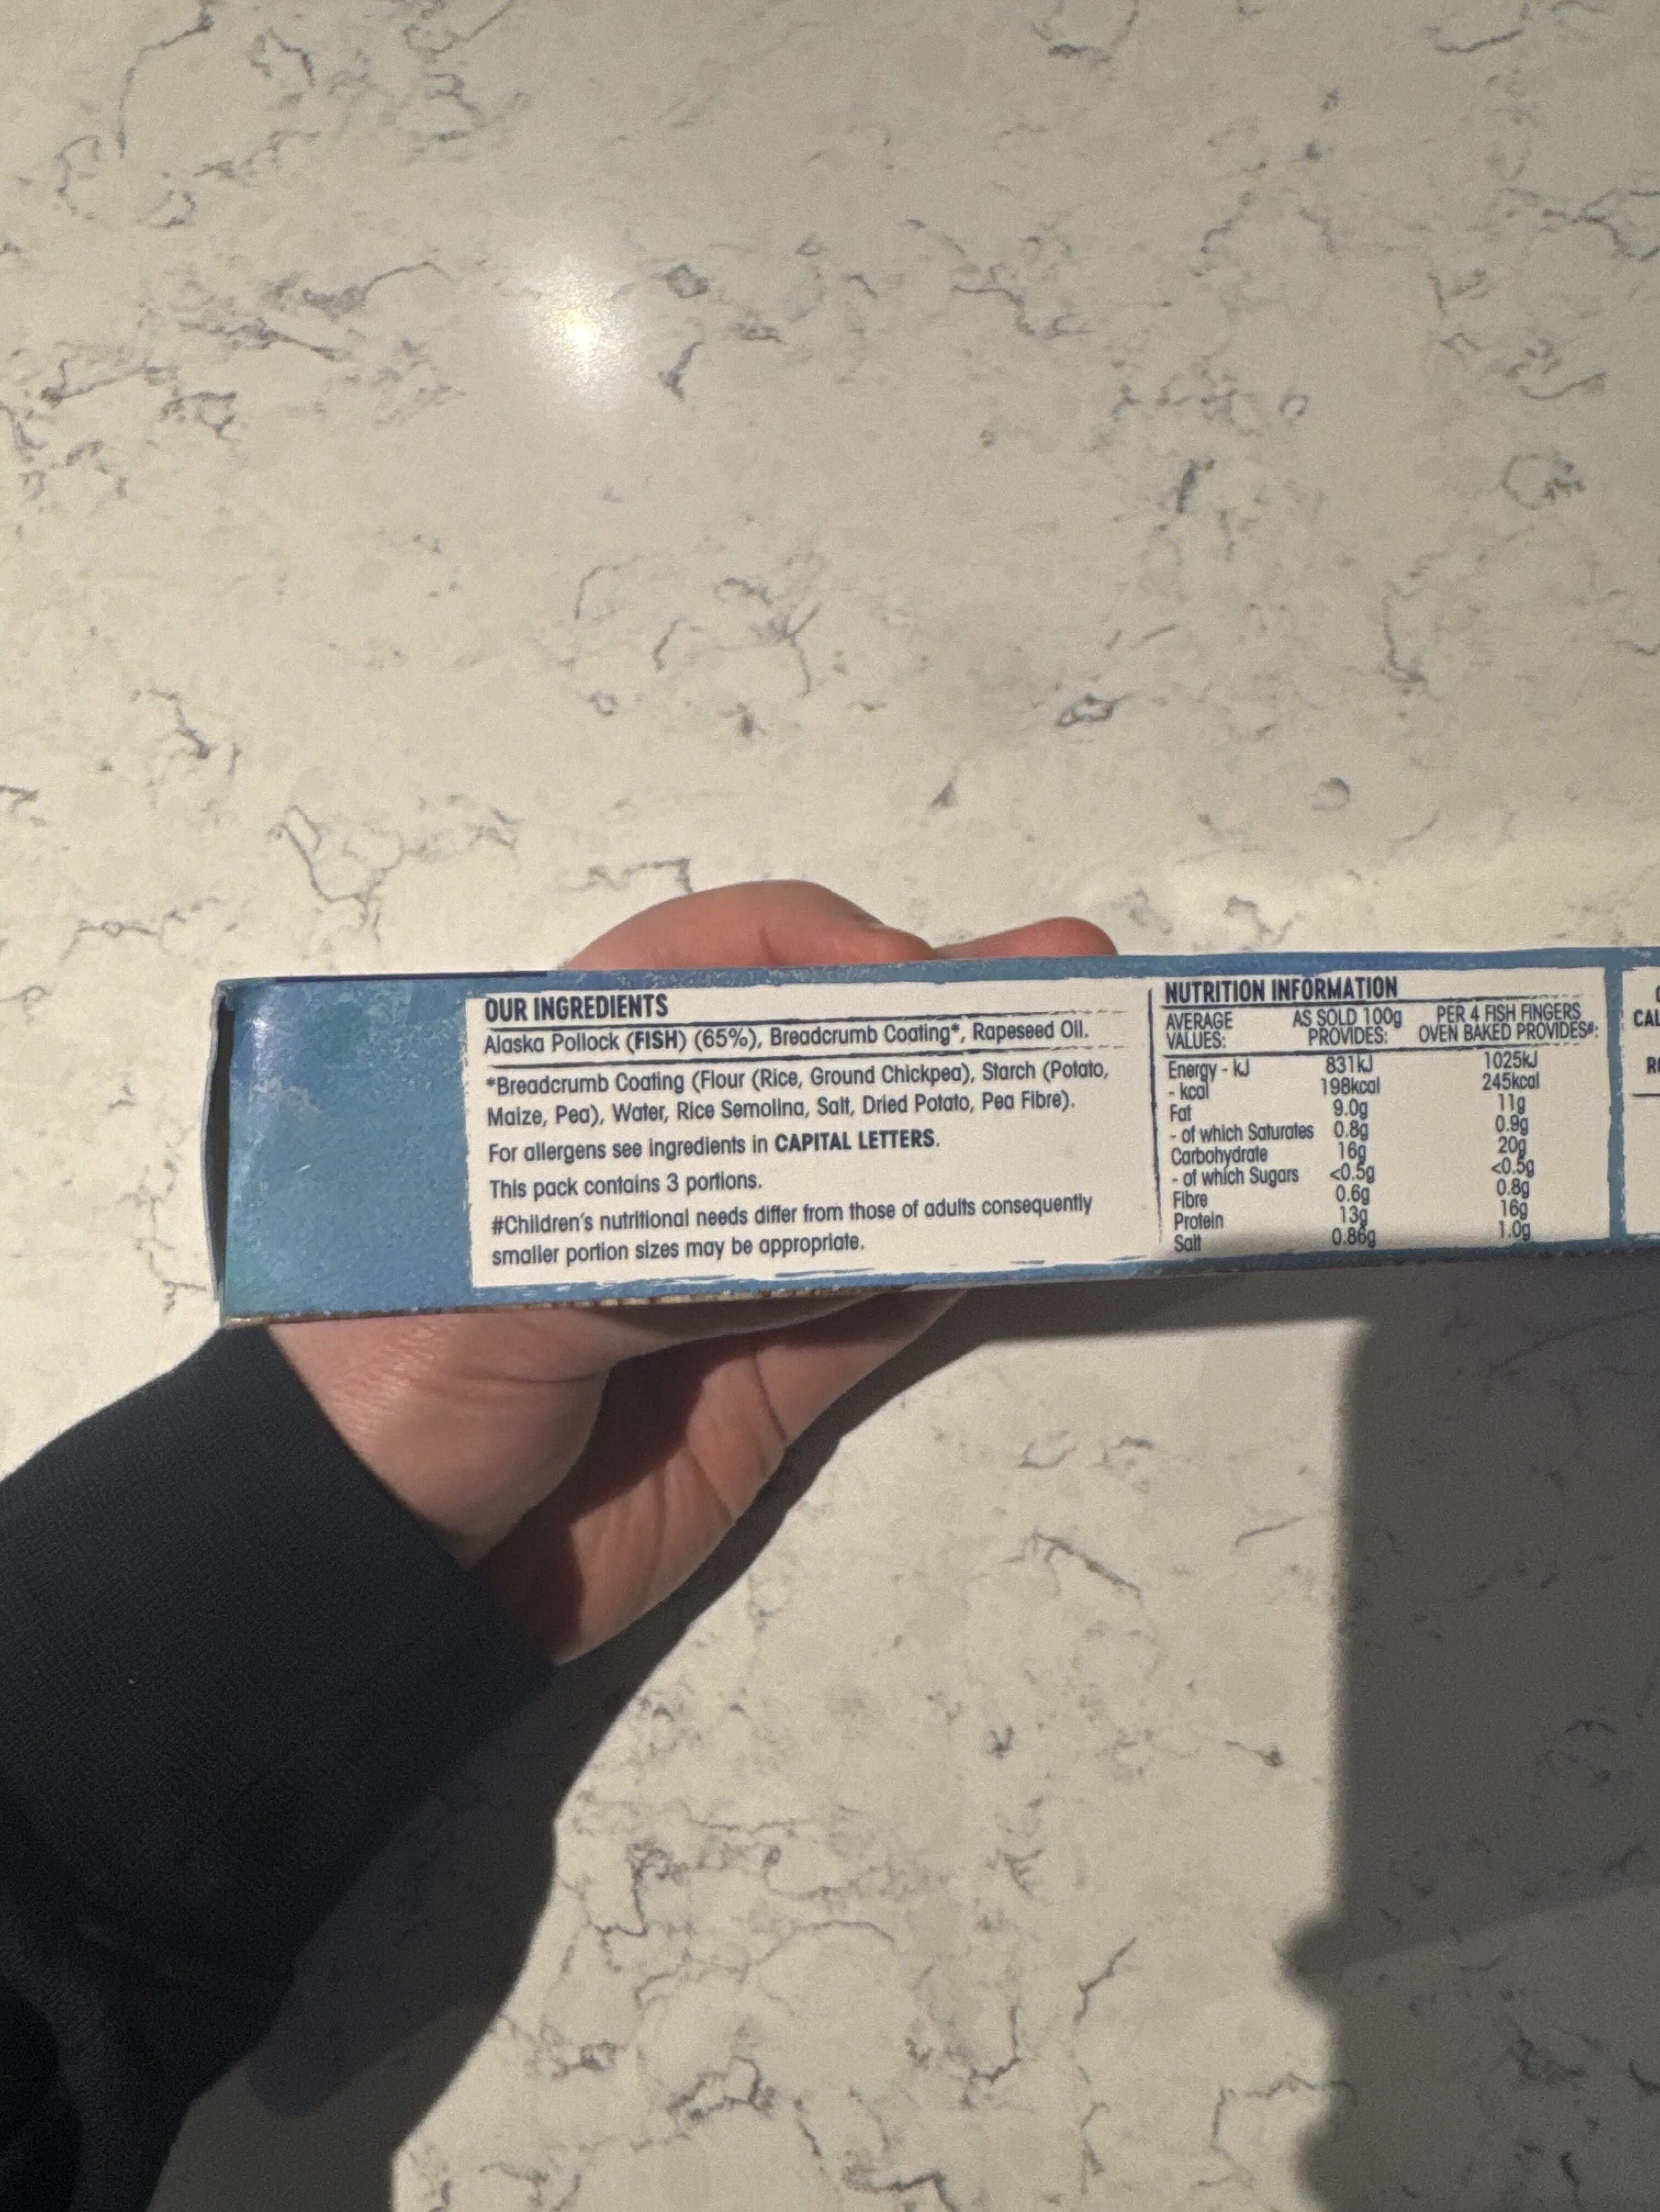 OUR INGREDIENTS
Alaska Pollock (FISH) (65%), Breadcrumb Coating*, Rapeseed Oil.
*Breadcrumb Coating (Flour (Rice, Ground Chickpea), Starch (Potato,
Maize, Pea), Water, Rice Semolina, Salt, Dried Potato, Pea Fibre).
For allergens see ingredients in CAPITAL LETTERS.
This pack contains 3 portions.
#Children's nutritional needs differ from those of adults consequently
smaller portion sizes may be appropriate.
NUTRITION INFORMATION
AVERAGE VALUES: AS SOLD 100g PROVIDES: PER 4 FISH FINGERS OVEN BAKED PROVIDES#:
Energy - kJ 831kJ 1025kJ
- kcal 198kcal 245kcal
Fat 9.0g 11g
- of which Saturates 0.8g 0.9g
Carbohydrate 16g 20g
- of which Sugars <0.5g <0.5g
Fibre 0.6g 0.8g
Protein 13g 16g
Salt 0.86g 1.0g